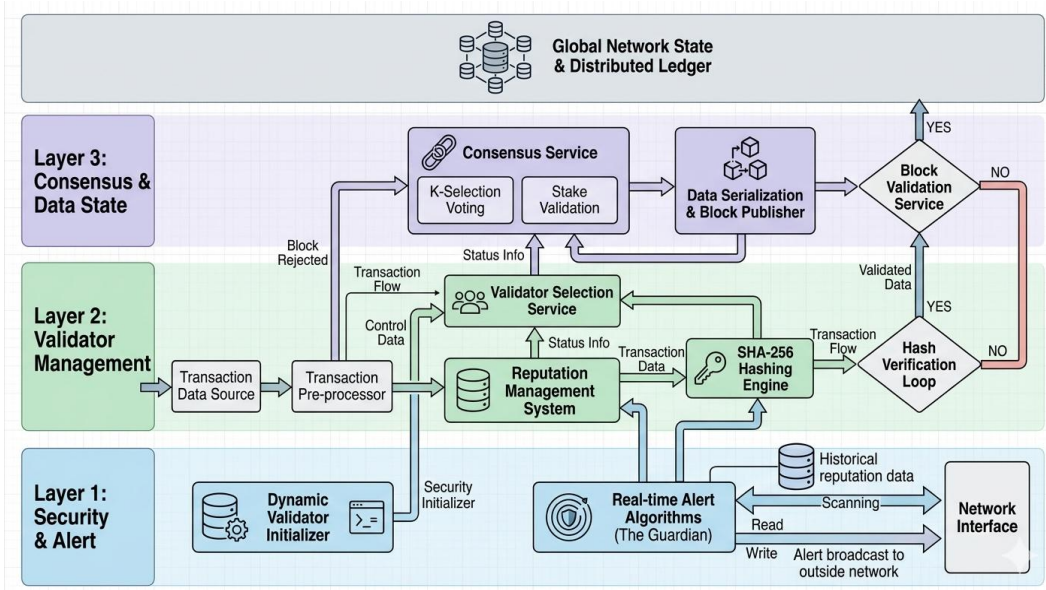 Global Network State
& Distributed Ledger
Layer 3:
Consensus &
Data State
Consensus Service
K-Selection
Voting
Stake
Validation
Data Serialization
& Block Publisher
Block
Validation
Service
YES
NO
Block
Rejected
Status Info
Validated
Data
YES
Layer 2:
Validator
Management
Transaction
Flow
Control
Data
Validator Selection
Service
Status Info
Transaction
Data Source
Transaction
Pre-processor
Reputation
Management
System
Transaction
Data
SHA-256
Hashing
Engine
Transaction
Flow
Hash
Verification
Loop
NO
Layer 1:
Security
& Alert
Dynamic
Validator
Initializer
Security
Initializer
Real-time Alert
Algorithms
(The Guardian)
Historical
reputation data
Scanning
Read
Write
Alert broadcast to
outside network
Network
Interface